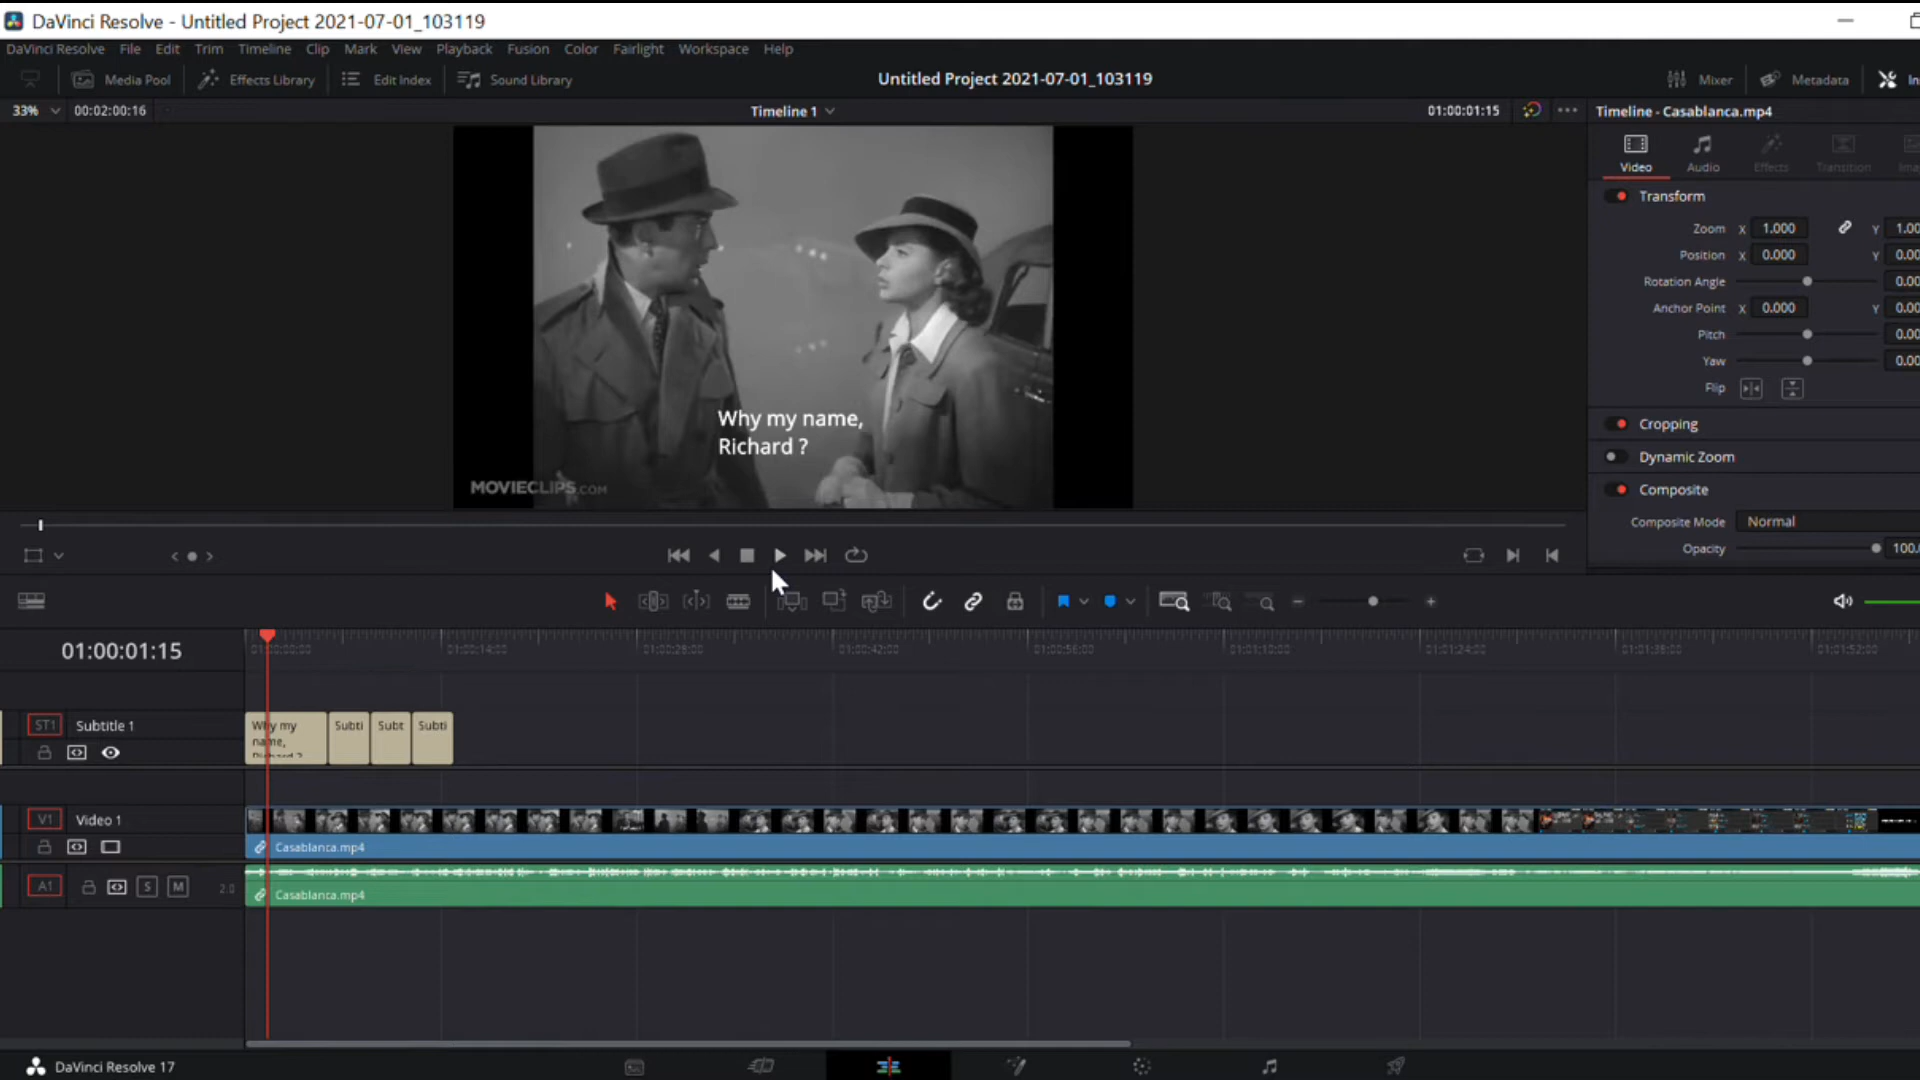 DaVinci Resolve - Untitled Project 2021-07-01_103119
DaVinci Resolve File Edit Trim Timeline Clip Mark View Playback Fusion Color Fairlight Workspace Help
Media Pool Effects Library Edit Index Sound Library Untitled Project 2021-07-01_103119 Mixer Metadata In
33% 00:02:00:16 Timeline 1 01:00:01:15 Timeline - Casablanca.mp4
Video Audio Effects Transition Ima
Transform
Zoom X 1.000 Y 1.00
Position X 0.000 Y 0.00
Rotation Angle 0.00
Anchor Point X 0.000 Y 0.00
Pitch 0.00
Yaw 0.00
Flip
Why my name,
Richard ?
MOVIECLIPS.COM
Cropping
Dynamic Zoom
Composite
Composite Mode Normal
Opacity 100.
01:00:01:15
01:00:00:00 01:00:14:00 01:00:28:00 01:00:42:00 01:00:56:00 01:01:10:00 01:01:24:00 01:01:38:00 01:01:52:00
ST1 Subtitle 1 Why my Subti Subt Subti
name,
Richard ?
V1 Video 1
Casablanca.mp4
A1 S M 2.0
Casablanca.mp4
DaVinci Resolve 17